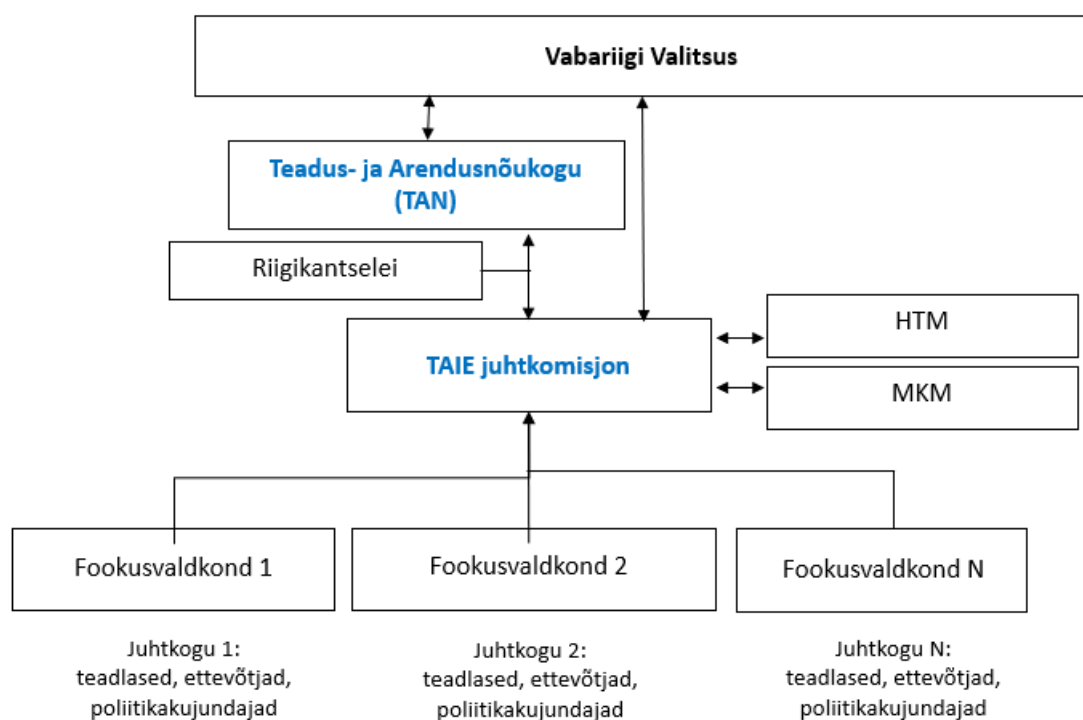 Vabariigi Valitsus
Teadus- ja Arendusnõukogu
(TAN)
Riigikantselei
HTM
TAIE juhtkomisjon
MKM
Fookusvaldkond 1
Fookusvaldkond 2
Fookusvaldkond N
Juhtkogu 1:
teadlased, ettevõtjad,
poliitikakujundajad
Juhtkogu 2:
teadlased, ettevõtjad,
poliitikakujundajad
Juhtkogu N:
teadlased, ettevõtjad,
poliitikakujundajad